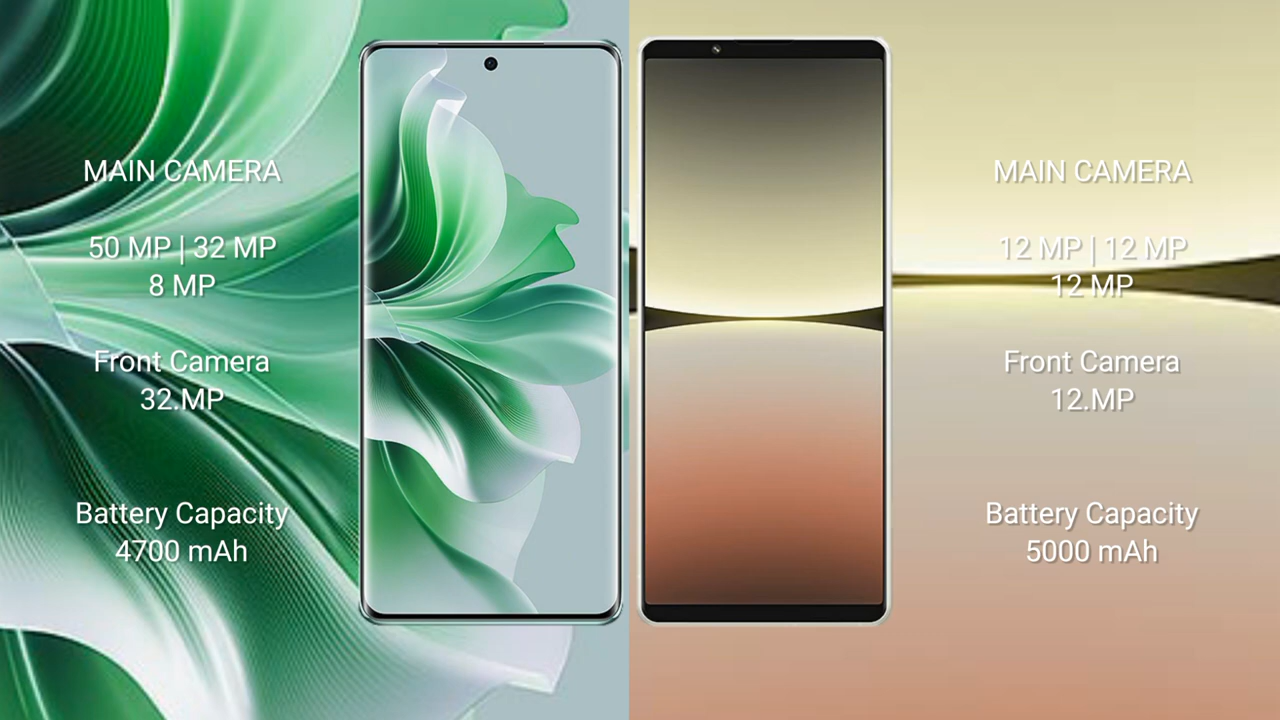 MAIN CAMERA
50 MP | 32 MP
8 MP
Front Camera
32.MP
Battery Capacity
4700 mAh
MAIN CAMERA
12 MP | 12 MP
12 MP
Front Camera
12.MP
Battery Capacity
5000 mAh